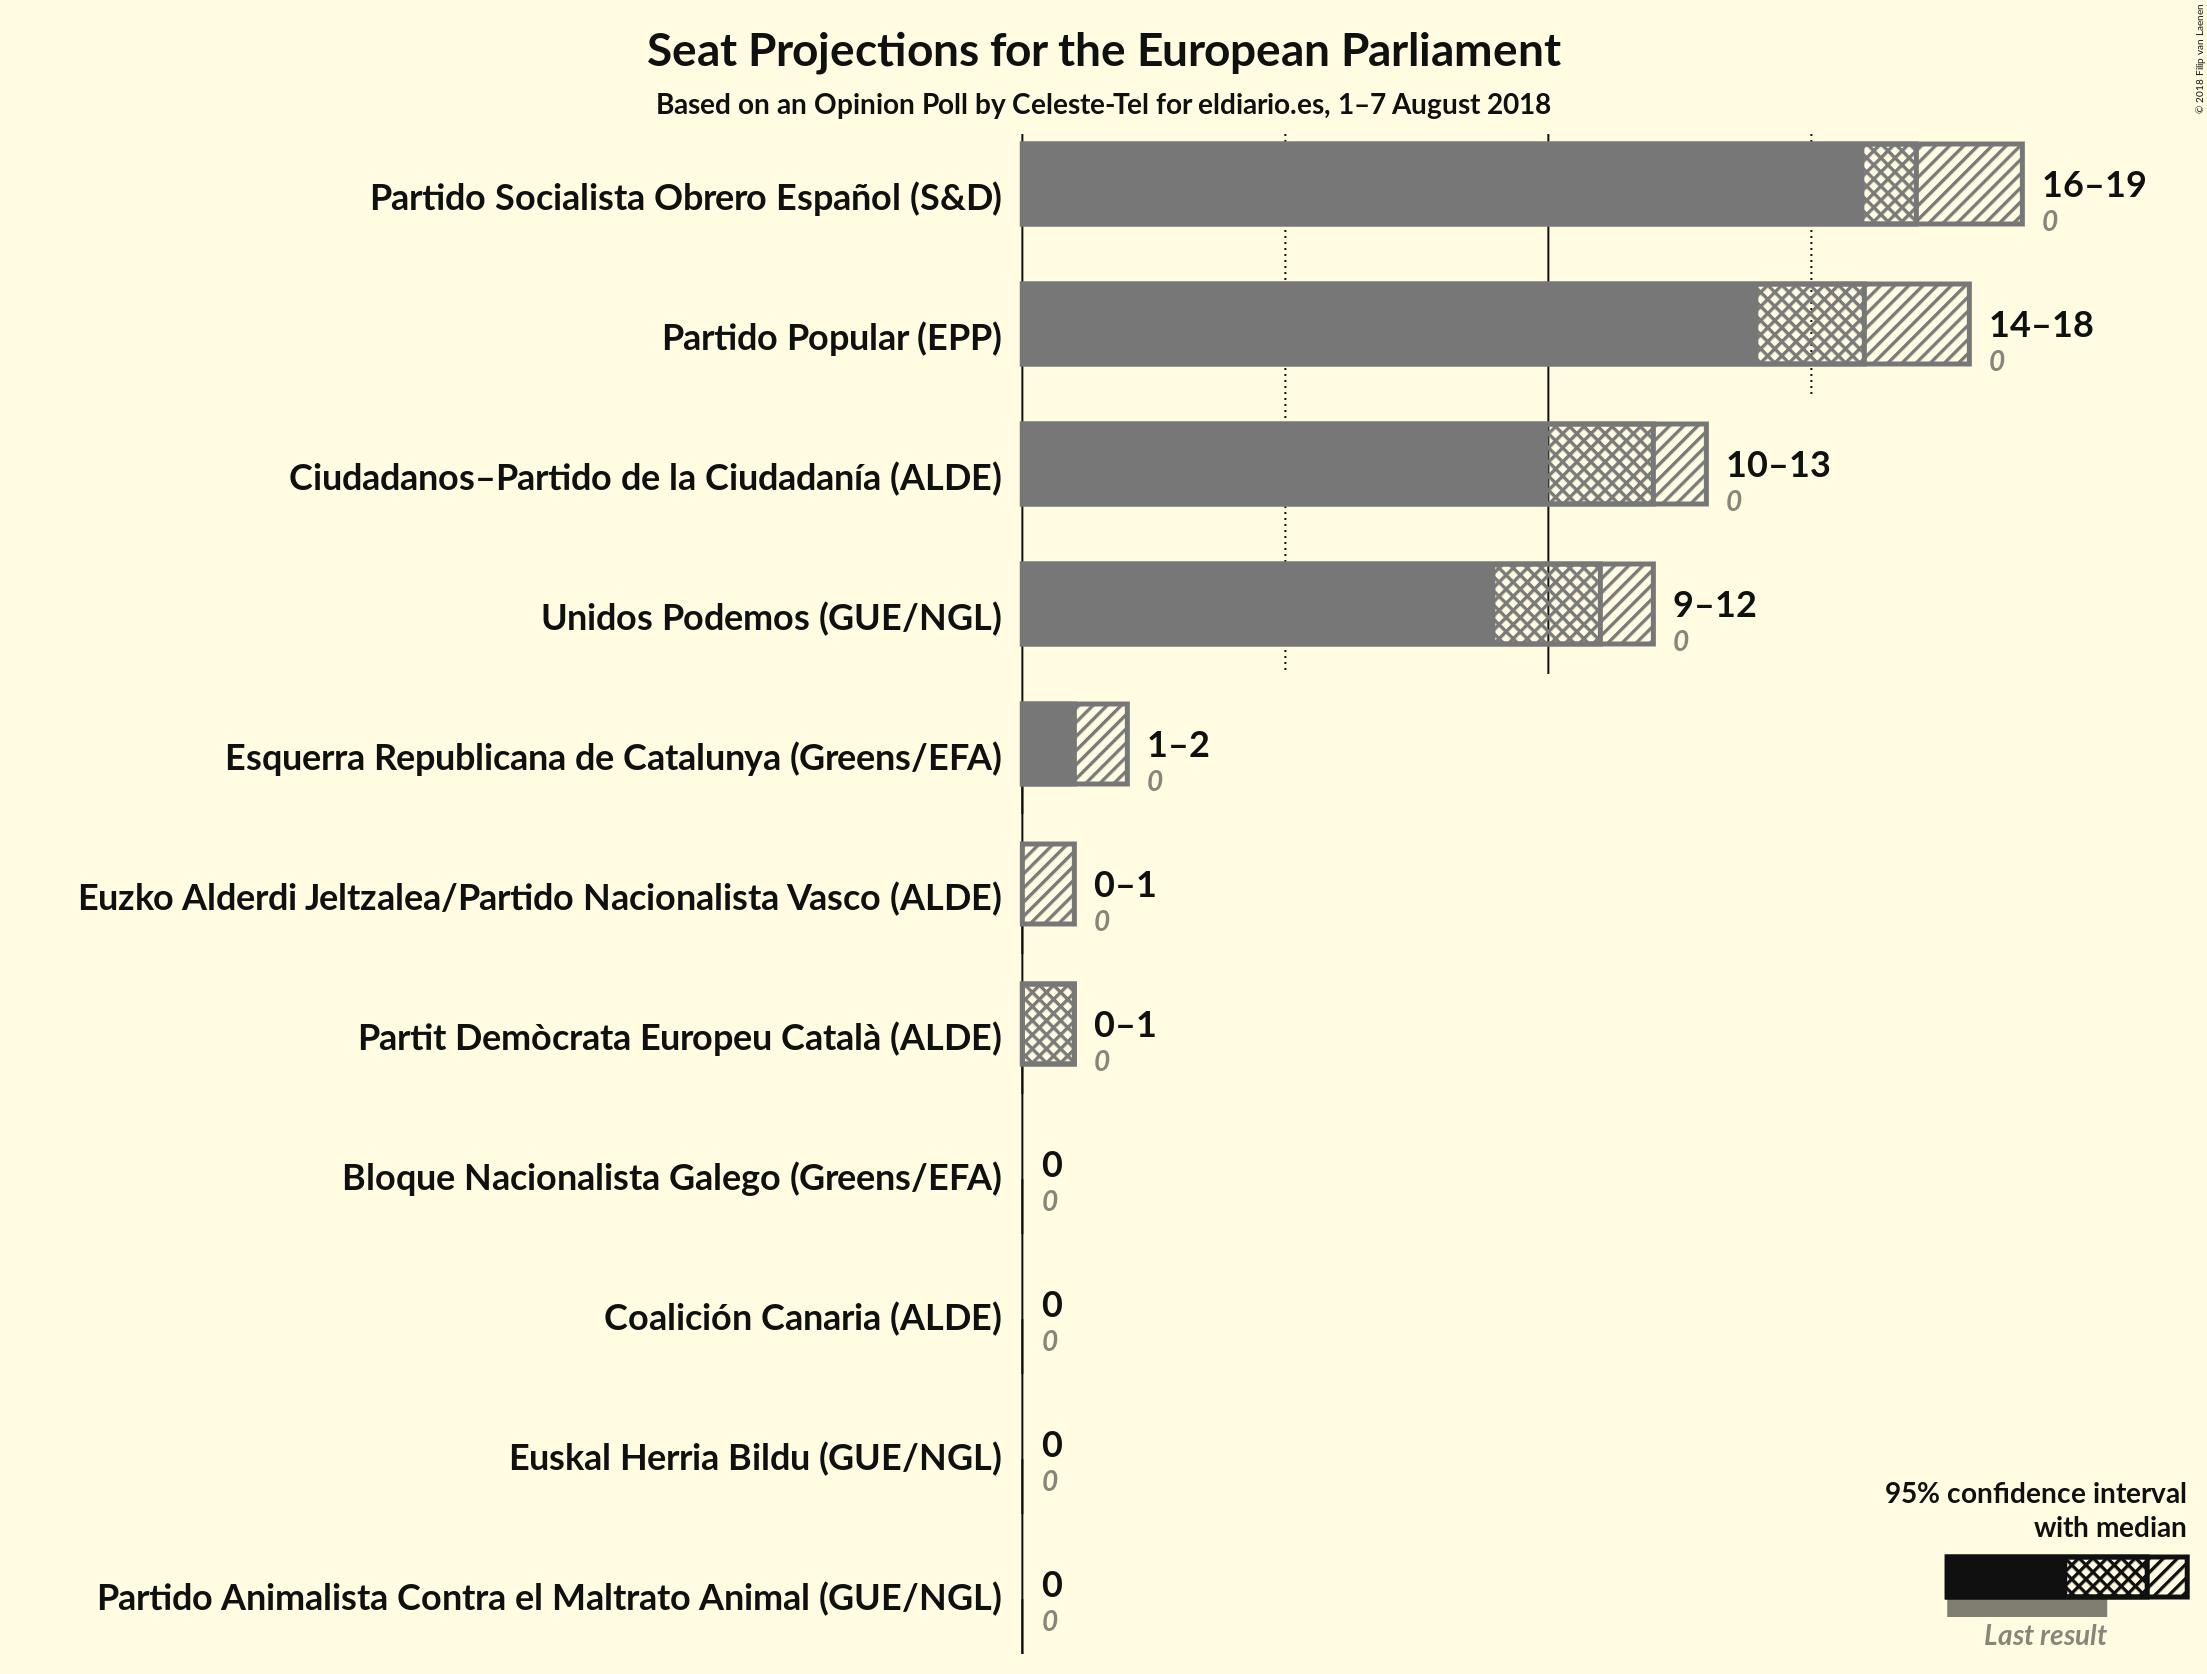 Seat Projections for the European Parliament
Based on an Opinion Poll by Celeste-Tel for eldiario.es, 1–7 August 2018
© 2018 Filip van Laenen
Partido Socialista Obrero Español (S&D)
16–19
0
Partido Popular (EPP)
14–18
0
Ciudadanos–Partido de la Ciudadanía (ALDE)
10–13
0
Unidos Podemos (GUE/NGL)
9–12
0
Esquerra Republicana de Catalunya (Greens/EFA)
1–2
0
Euzko Alderdi Jeltzalea/Partido Nacionalista Vasco (ALDE)
0–1
0
Partit Demòcrata Europeu Català (ALDE)
0–1
0
Bloque Nacionalista Galego (Greens/EFA)
0
0
Coalición Canaria (ALDE)
0
0
Euskal Herria Bildu (GUE/NGL)
0
0
Partido Animalista Contra el Maltrato Animal (GUE/NGL)
0
0
95% confidence interval
with median
Last result